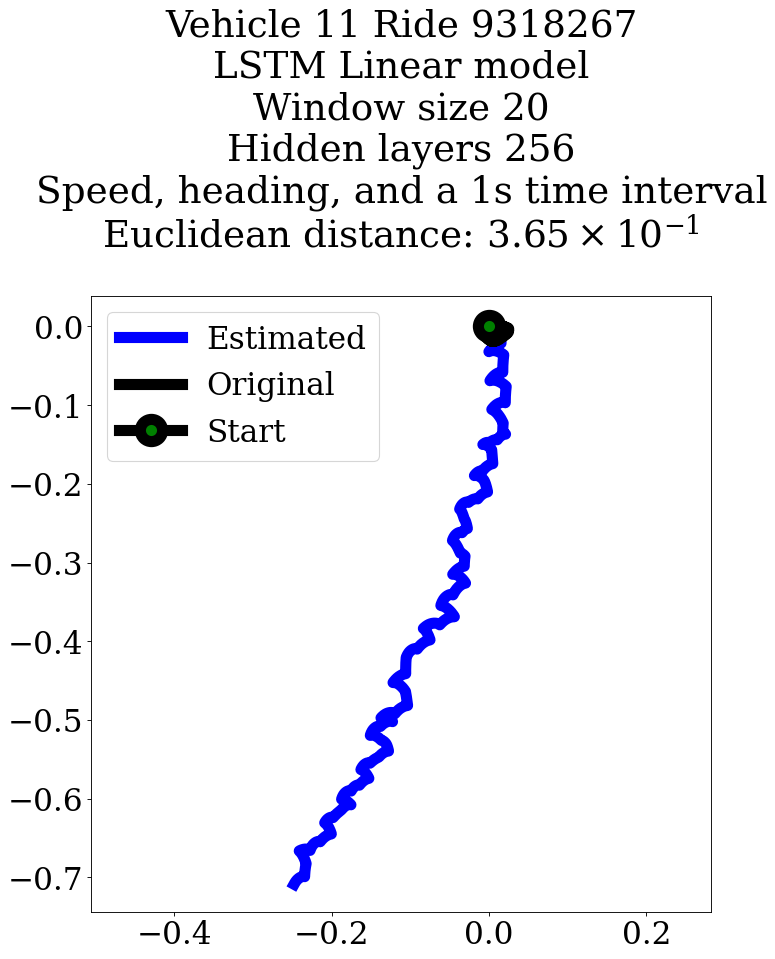 Vehicle 11 Ride 9318267
LSTM Linear model
Window size 20
Hidden layers 256
Speed, heading, and a 1s time interval
Euclidean distance: 3.65 × 10⁻¹
Estimated
Original
Start
0.0
−0.1
−0.2
−0.3
−0.4
−0.5
−0.6
−0.7
−0.4 −0.2 0.0 0.2